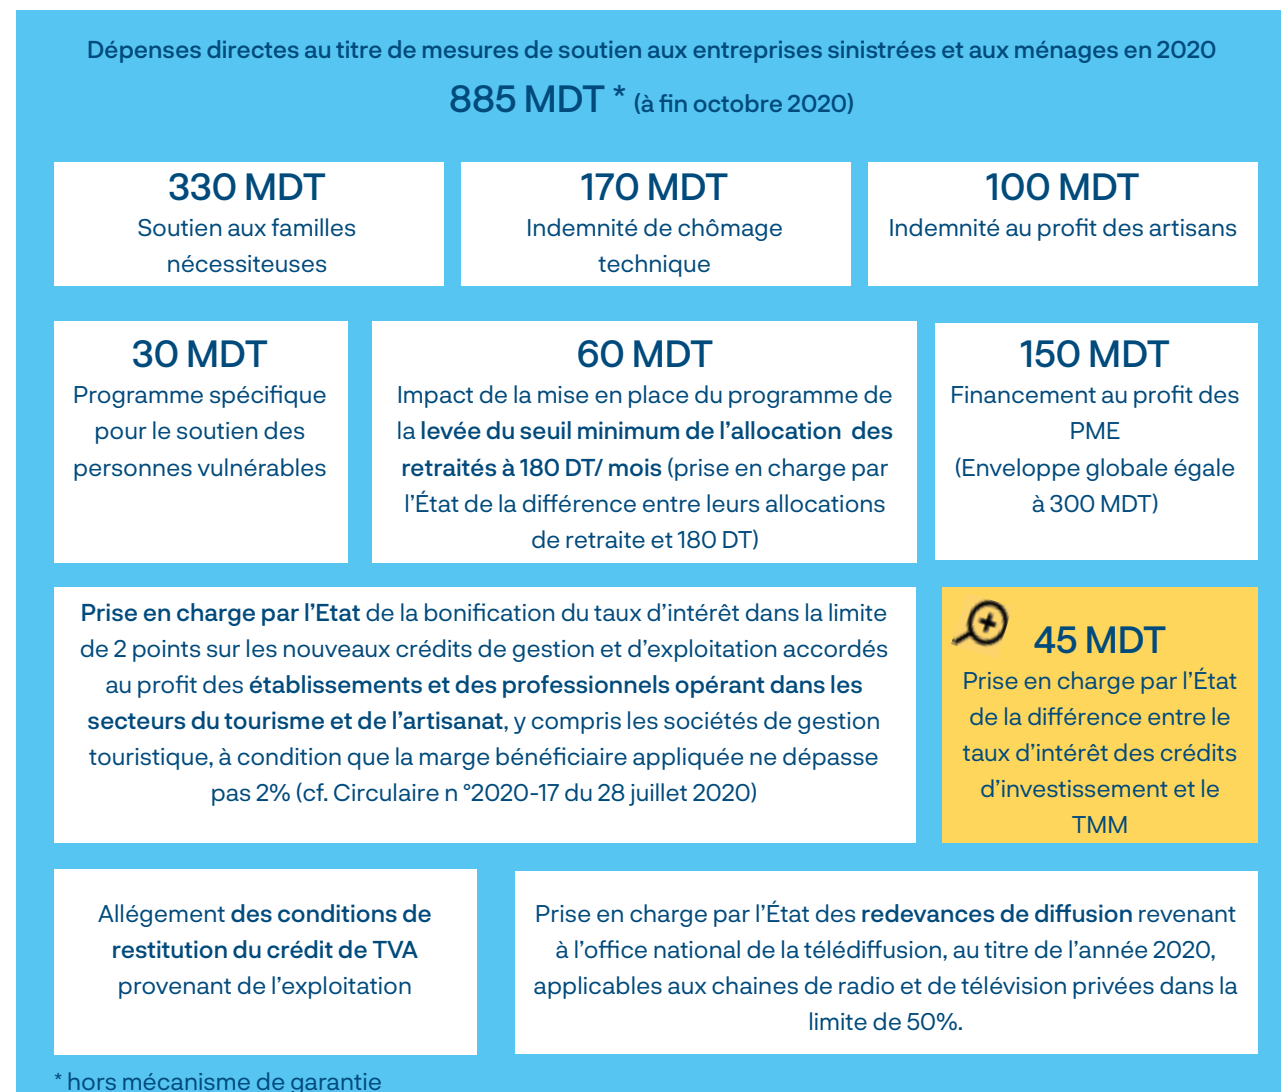 Dépenses directes au titre de mesures de soutien aux entreprises sinistrées et aux ménages en 2020
885 MDT * (à fin octobre 2020)
330 MDT
Soutien aux familles
nécessiteuses
170 MDT
Indemnité de chômage
technique
100 MDT
Indemnité au profit des artisans
30 MDT
Programme spécifique
pour le soutien des
personnes vulnérables
60 MDT
Impact de la mise en place du programme de
la levée du seuil minimum de l'allocation des
retraités à 180 DT/ mois (prise en charge par
l'État de la différence entre leurs allocations
de retraite et 180 DT)
150 MDT
Financement au profit des
PME
(Enveloppe globale égale
à 300 MDT)
Prise en charge par l'Etat de la bonification du taux d'intérêt dans la limite
de 2 points sur les nouveaux crédits de gestion et d'exploitation accordés
au profit des établissements et des professionnels opérant dans les
secteurs du tourisme et de l'artisanat, y compris les sociétés de gestion
touristique, à condition que la marge bénéficiaire appliquée ne dépasse
pas 2% (cf. Circulaire n °2020-17 du 28 juillet 2020)
45 MDT
Prise en charge par l'État
de la différence entre le
taux d'intérêt des crédits
d'investissement et le
TMM
Allégement des conditions de
restitution du crédit de TVA
provenant de l'exploitation
Prise en charge par l'État des redevances de diffusion revenant
à l'office national de la télédiffusion, au titre de l'année 2020,
applicables aux chaines de radio et de télévision privées dans la
limite de 50%.
* hors mécanisme de garantie